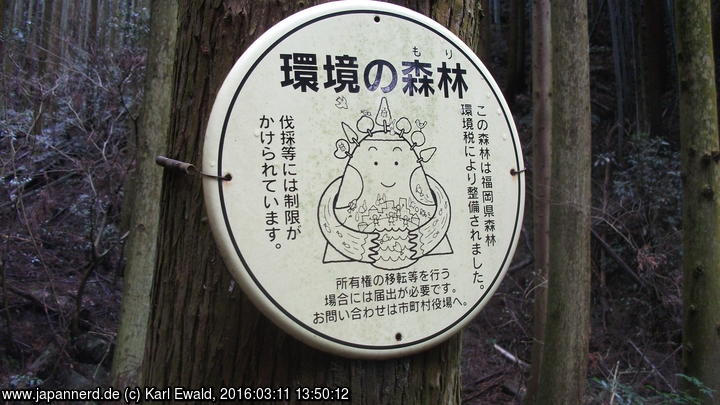 環境の森林
もり
この森林は福岡県森林
環境税により整備されました。
伐採等には制限が
かけられています。
所有権の移転等を行う
場合には届出が必要です。
お問い合わせは市町村役場へ。
www.japannerd.de (c) Karl Ewald, 2016:03:11 13:50:12